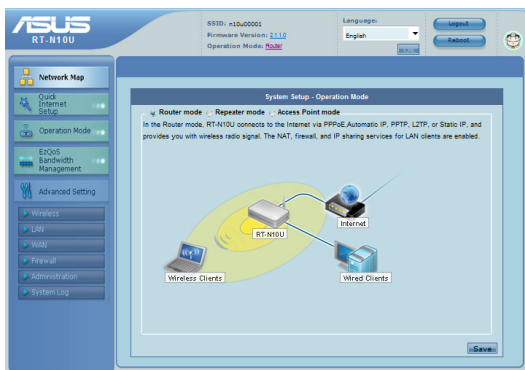 ASUS
RT-N10U
SSID: n10u00001
Firmware Version: 2.1.1.0
Operation Mode: Router
Language:
English
Logout
Reboot
Network Map
Quick
Internet
Setup
Operation Mode
EzQoS
Bandwidth
Management
Advanced Setting
Wireless
LAN
WAN
Firewall
Administration
System Log
System Setup - Operation Mode
Router mode Repeater mode Access Point mode
In the Router mode, RT-N10U connects to the Internet via PPPoE,Automatic IP, PPTP, L2TP, or Static IP, and
provides you with wireless radio signal. The NAT, firewall, and IP sharing services for LAN clients are enabled.
Internet
RT-N10U
Wireless Clients
Wired Clients
Save